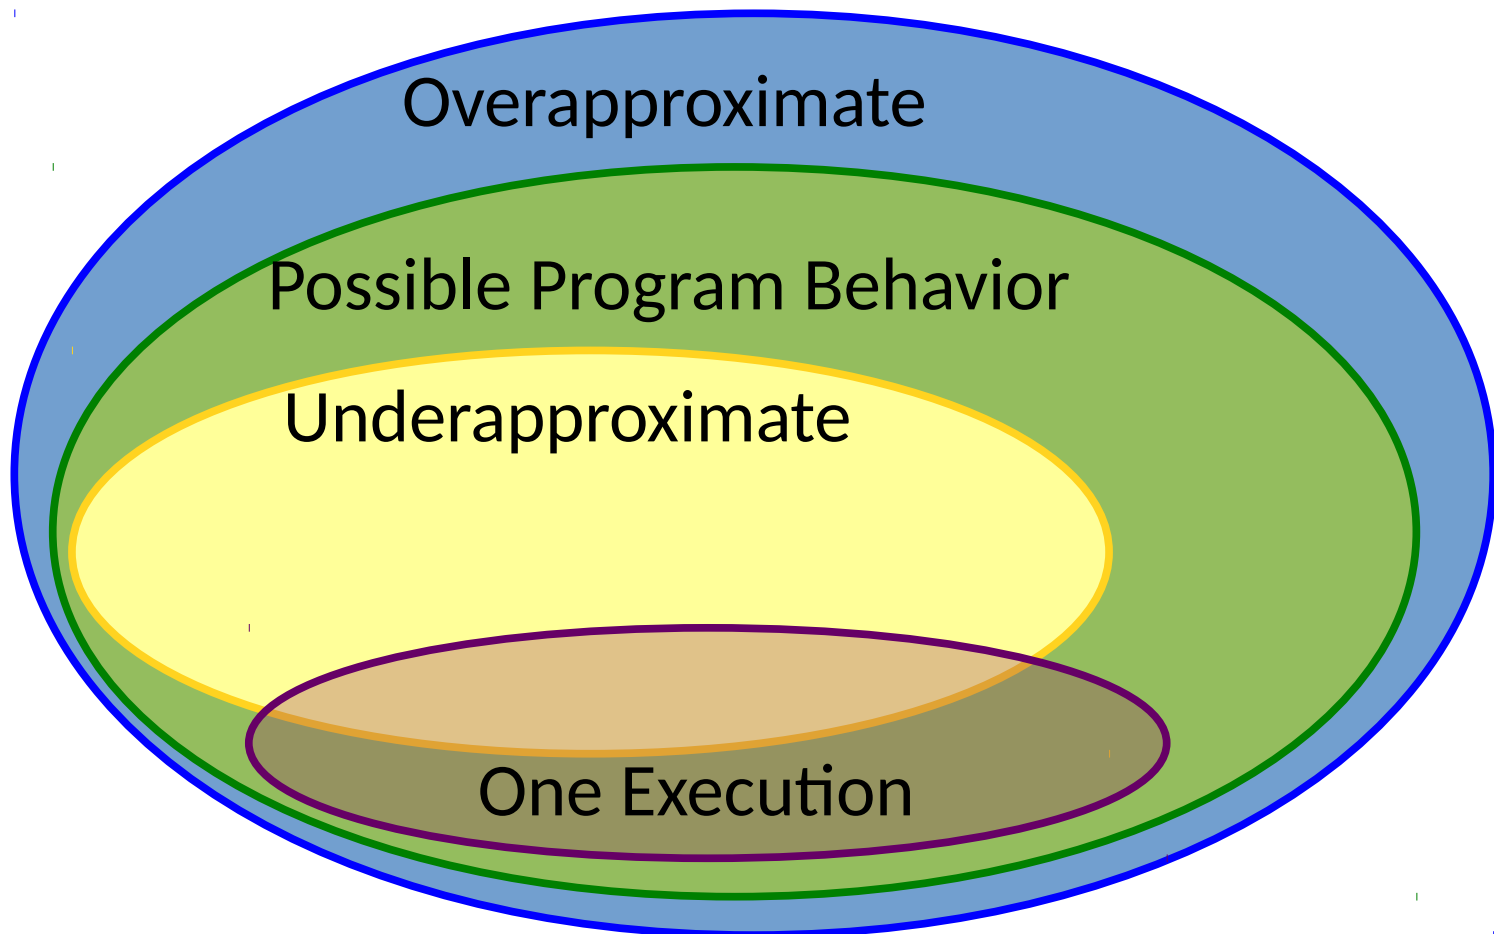 Overapproximate
Possible Program Behavior
Underapproximate
One Execution